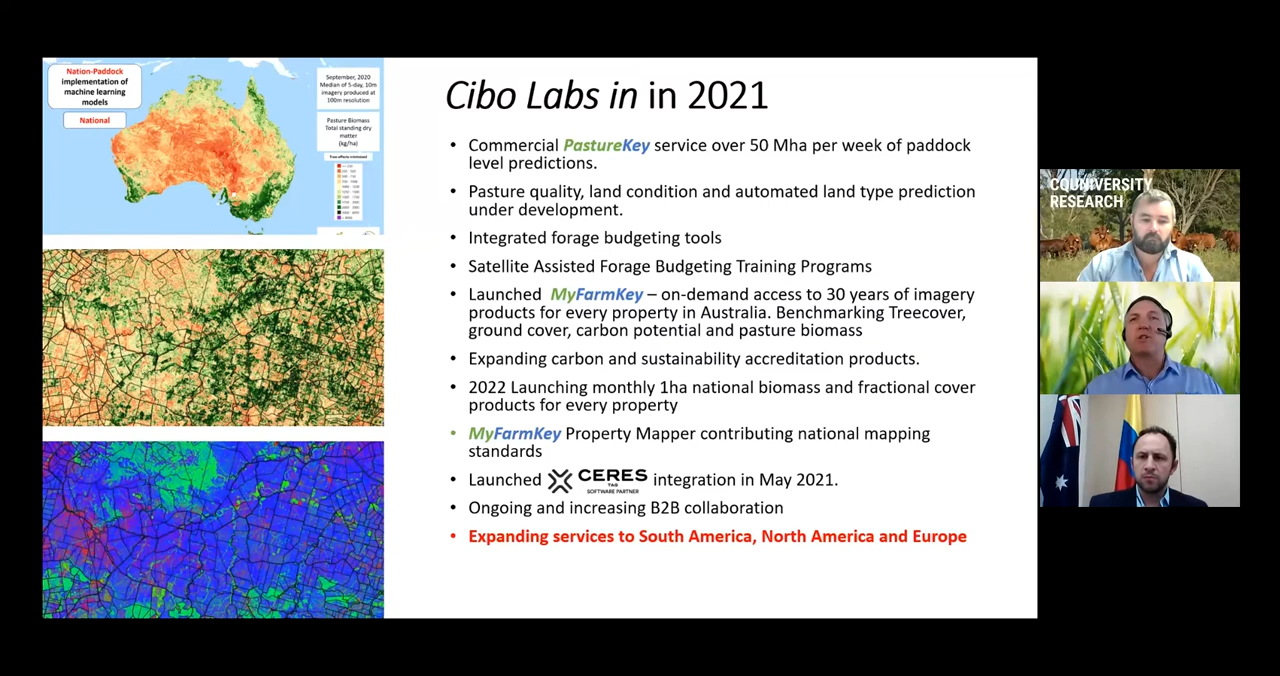 Nation-Paddock
implementation of
machine learning
models
National
September, 2020
Median of 5-day, 10m
imagery produced at
100m resolution
Pasture Biomass
Total standing dry
matter
(kg/ha)
Cibo Labs in in 2021
• Commercial PastureKey service over 50 Mha per week of paddock
level predictions.
• Pasture quality, land condition and automated land type prediction
under development.
• Integrated forage budgeting tools
• Satellite Assisted Forage Budgeting Training Programs
• Launched MyFarmKey – on-demand access to 30 years of imagery
products for every property in Australia. Benchmarking Treecover,
ground cover, carbon potential and pasture biomass
• Expanding carbon and sustainability accreditation products.
• 2022 Launching monthly 1ha national biomass and fractional cover
products for every property
• MyFarmKey Property Mapper contributing national mapping
standards
• Launched CERES TAG SOFTWARE PARTNER integration in May 2021.
• Ongoing and increasing B2B collaboration
• Expanding services to South America, North America and Europe
CQUNIVERSITY
RESEARCH